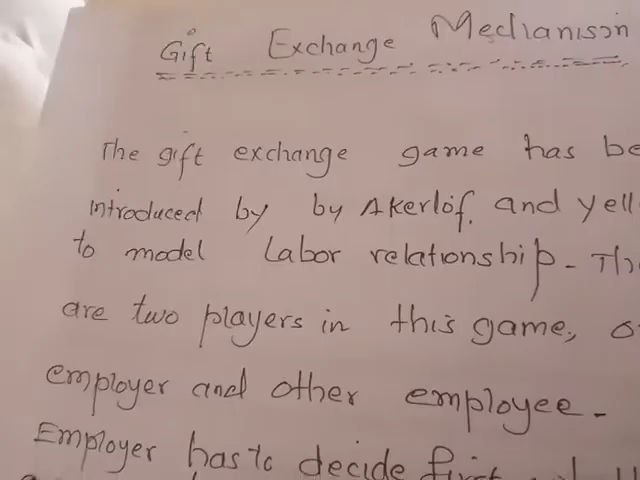 Gift Exchange Mechanism
The gift exchange game has be
introduced by by Akerlof. and yell
to model Labor relationship. Th
are two players in this game, o
employer and other employee.
Employer has to decide first